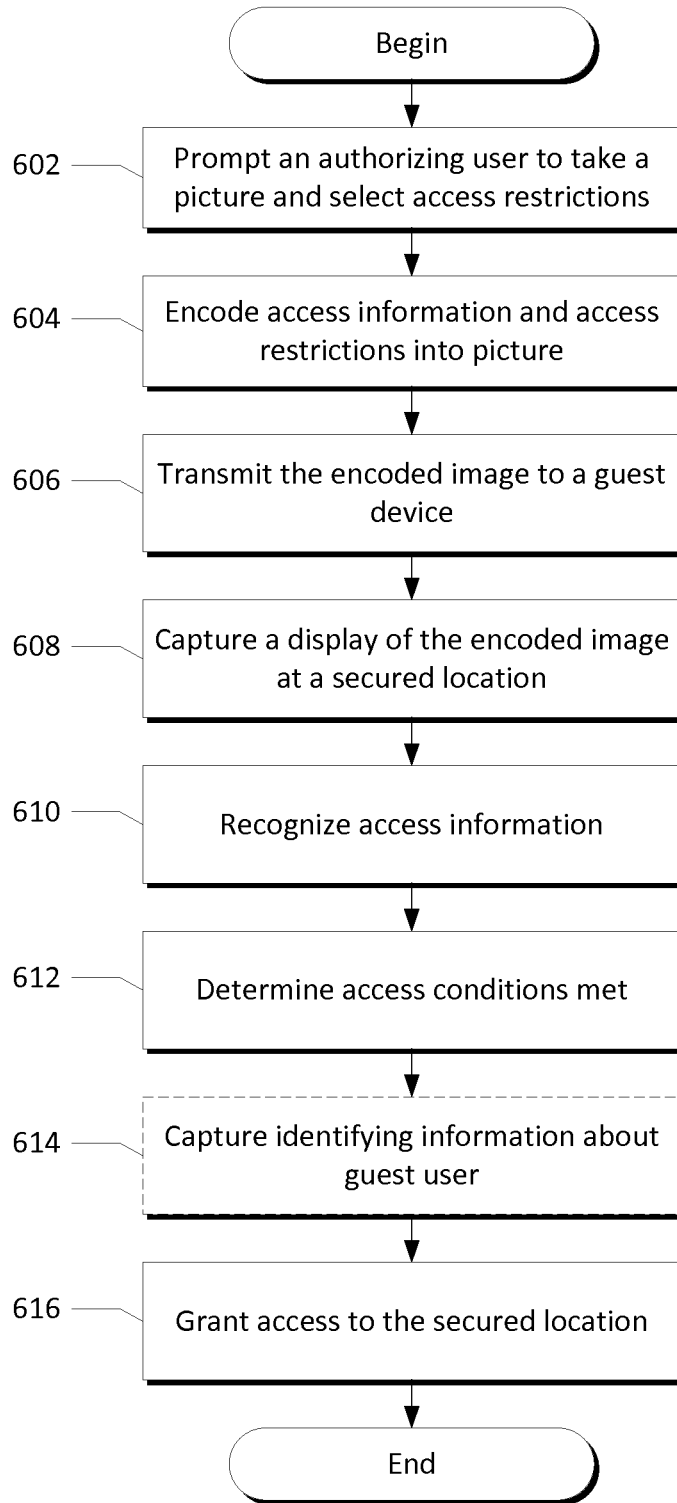 Begin
602
Prompt an authorizing user to take a
picture and select access restrictions
604
Encode access information and access
restrictions into picture
606
Transmit the encoded image to a guest
device
608
Capture a display of the encoded image
at a secured location
610
Recognize access information
612
Determine access conditions met
614
Capture identifying information about
guest user
616
Grant access to the secured location
End